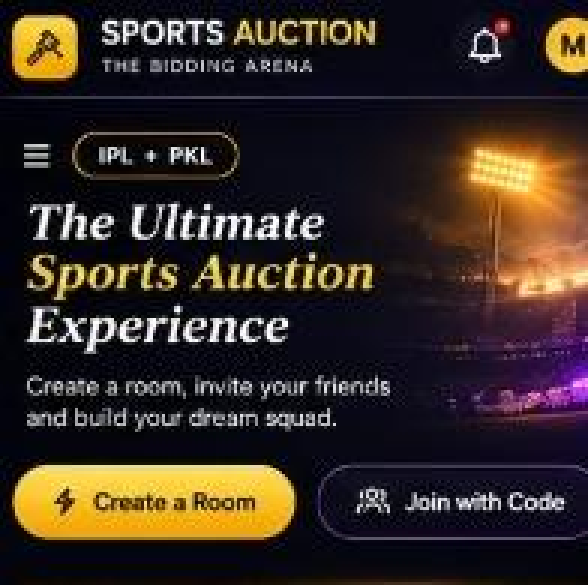 SPORTS AUCTION
THE BIDDING ARENA
M
IPL + PKL
The Ultimate
Sports Auction
Experience
Create a room, invite your friends
and build your dream squad.
Create a Room
Join with Code